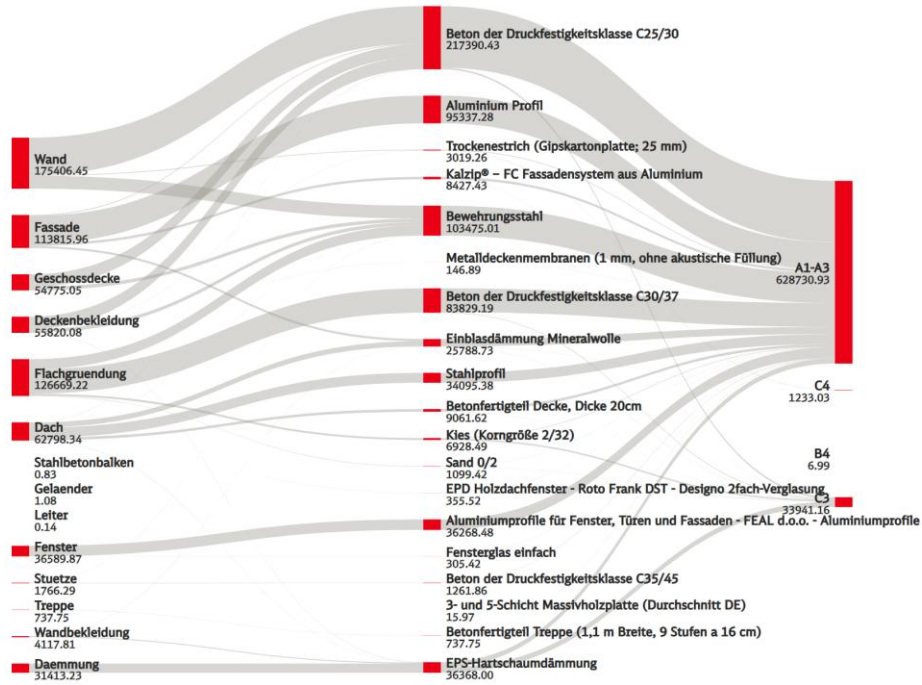 Wand
175406.45
Fassade
113815.96
Geschossdecke
54775.05
Deckenbekleidung
55820.08
Flachgruendung
126669.22
Dach
62798.34
Stahlbetonbalken
0.83
Gelaender
1.08
Leiter
0.14
Fenster
36589.87
Stuetze
1766.29
Treppe
737.75
Wandbekleidung
4117.81
Daemmung
31413.23
Beton der Druckfestigkeitsklasse C25/30
217390.43
Aluminium Profil
95337.28
Trockenestrich (Gipskartonplatte; 25 mm)
3019.26
Kalzip® – FC Fassadensystem aus Aluminium
8427.43
Bewehrungsstahl
103475.01
Metalldeckenmembranen (1 mm, ohne akustische Füllung)
146.89
Beton der Druckfestigkeitsklasse C30/37
83829.19
Einblasdämmung Mineralwolle
25788.73
Stahlprofil
34095.38
Betonfertigteil Decke, Dicke 20cm
9061.62
Kies (Korngröße 2/32)
6928.49
Sand 0/2
1099.42
EPD Holzdachfenster - Roto Frank DST - Designo 2fach-Verglasung
355.52
Aluminiumprofile für Fenster, Türen und Fassaden - FEAL d.o.o. - Aluminiumprofile
36268.48
Fensterglas einfach
305.42
Beton der Druckfestigkeitsklasse C35/45
1261.86
3- und 5-Schicht Massivholzplatte (Durchschnitt DE)
15.97
Betonfertigteil Treppe (1,1 m Breite, 9 Stufen a 16 cm)
737.75
EPS-Hartschaumdämmung
36368.00
A1-A3
628730.93
C4
1233.03
B4
6.99
C3
33941.16